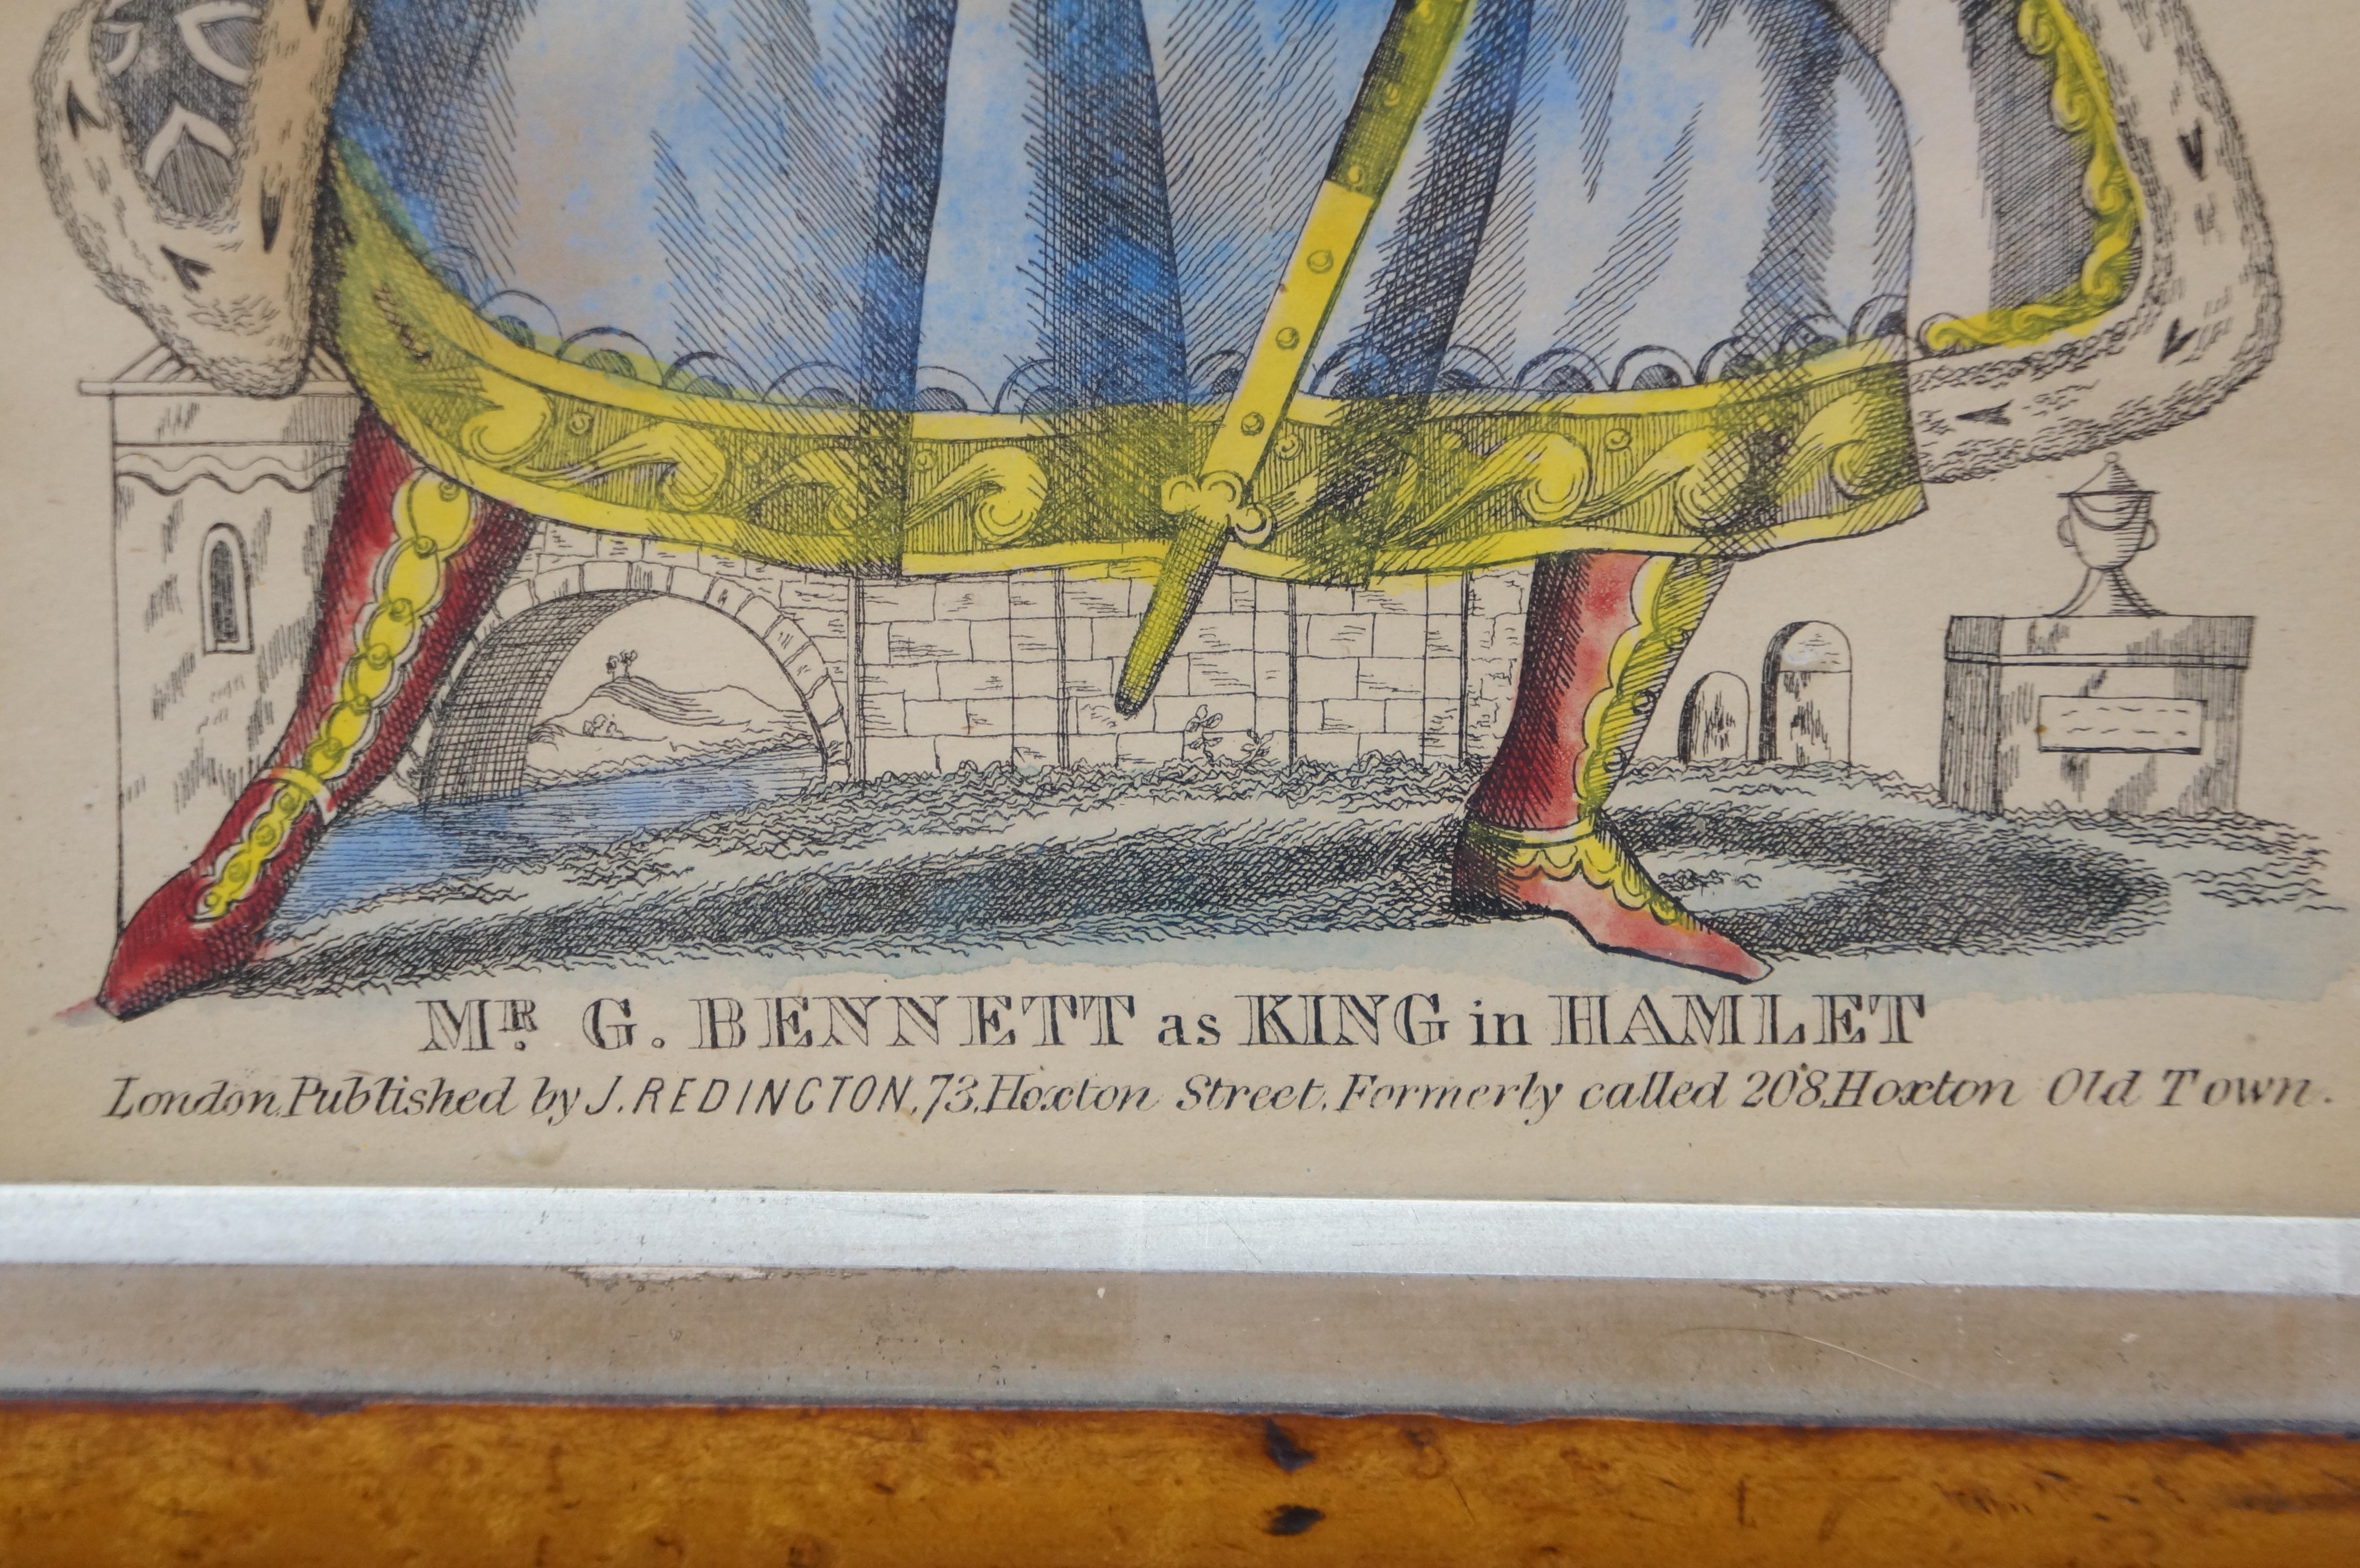 MR. G. BENNETT as KING in HAMLET
London, Published by J. REDINGTON, 73, Hoxton Street. Formerly called 208, Hoxton Old Town.